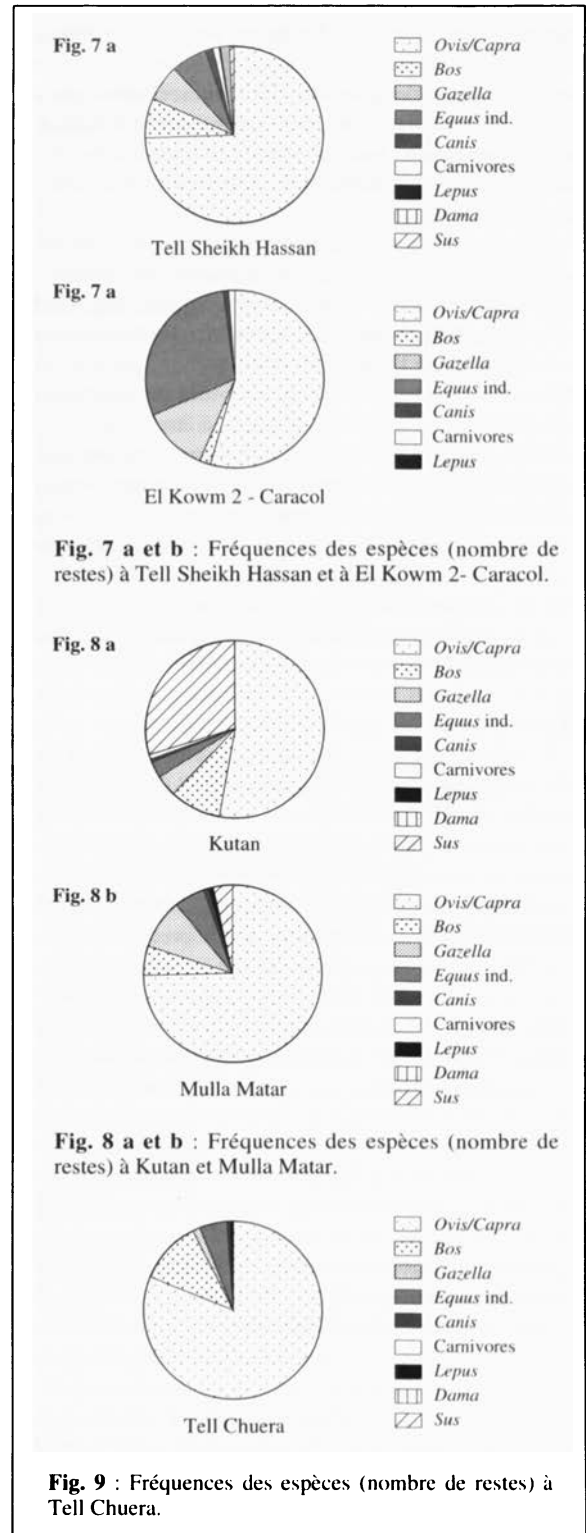 Fig. 7 a
Ovis/Capra
Bos
Gazella
Equus ind.
Canis
Carnivores
Lepus
Dama
Sus
Tell Sheikh Hassan
Fig. 7 a
Ovis/Capra
Bos
Gazella
Equus ind.
Canis
Carnivores
Lepus
El Kowm 2 - Caracol
Fig. 7 a et b : Fréquences des espèces (nombre de
restes) à Tell Sheikh Hassan et à El Kowm 2- Caracol.
Fig. 8 a
Ovis/Capra
Bos
Gazella
Equus ind.
Canis
Carnivores
Lepus
Dama
Sus
Kutan
Fig. 8 b
Ovis/Capra
Bos
Gazella
Equus ind.
Canis
Carnivores
Lepus
Dama
Sus
Mulla Matar
Fig. 8 a et b : Fréquences des espèces (nombre de
restes) à Kutan et Mulla Matar.
Ovis/Capra
Bos
Gazella
Equus ind.
Canis
Carnivores
Lepus
Dama
Sus
Tell Chuera
Fig. 9 : Fréquences des espèces (nombre de restes) à
Tell Chuera.